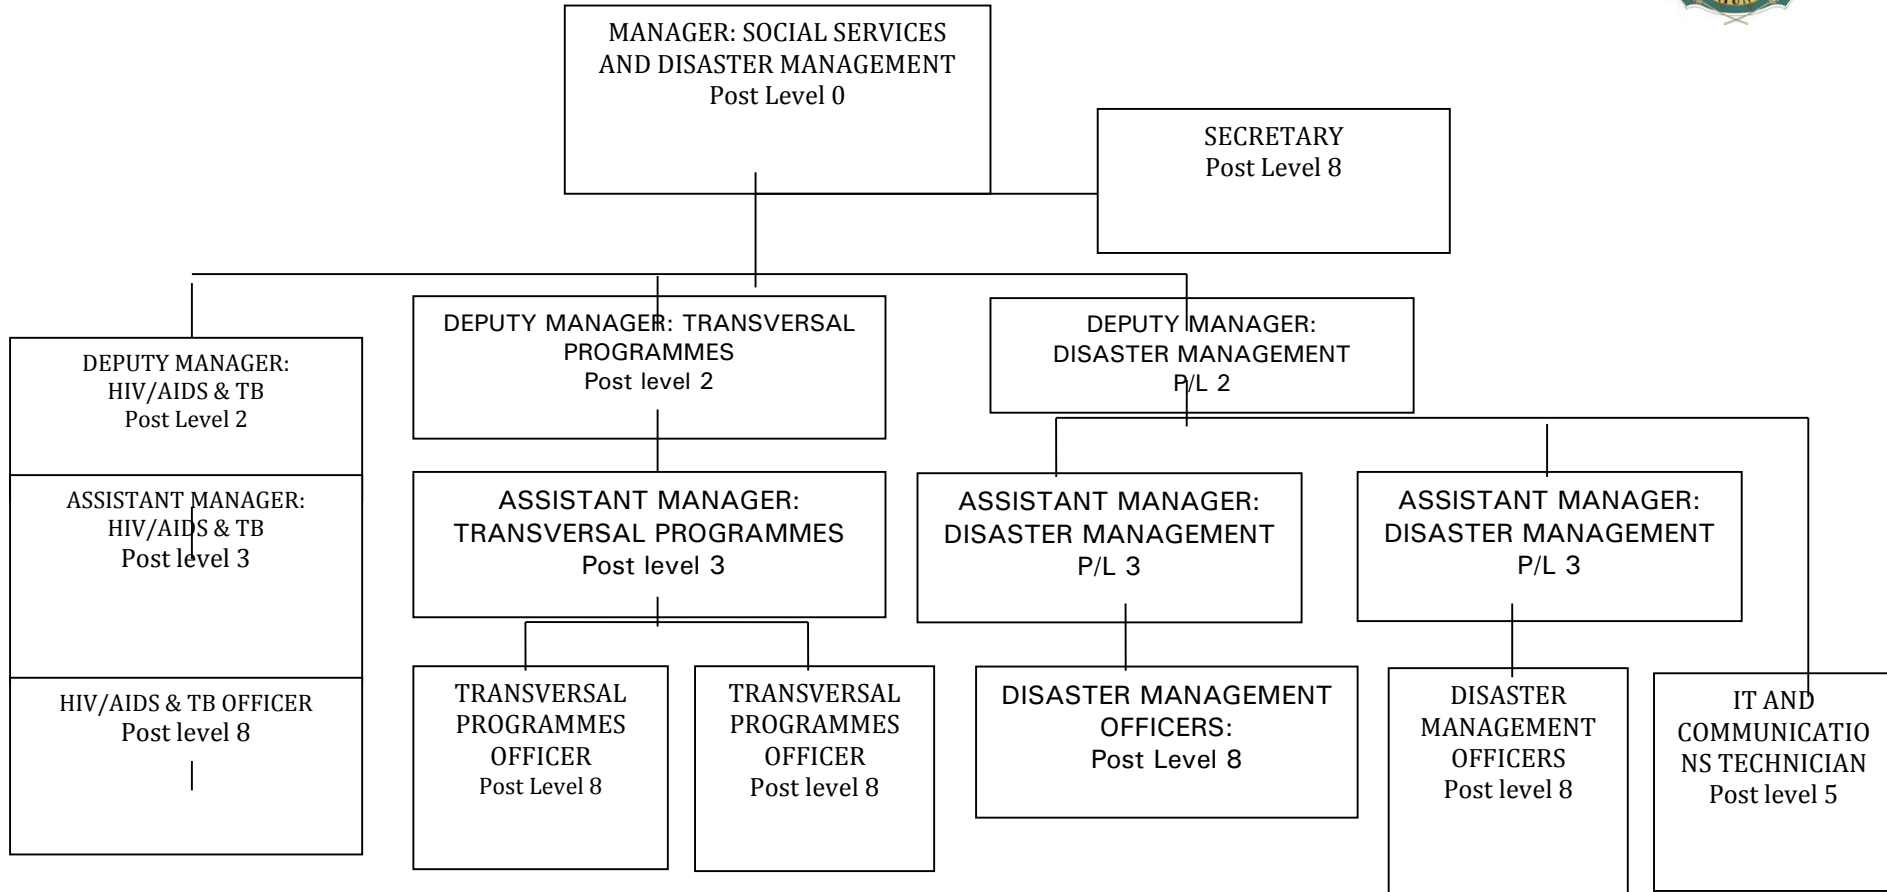 MANAGER: SOCIAL SERVICES
AND DISASTER MANAGEMENT
Post Level 0
SECRETARY
Post Level 8
DEPUTY MANAGER:
HIV/AIDS & TB
Post Level 2
DEPUTY MANAGER: TRANSVERSAL
PROGRAMMES
Post level 2
DEPUTY MANAGER:
DISASTER MANAGEMENT
P/L 2
ASSISTANT MANAGER:
HIV/AIDS & TB
Post level 3
ASSISTANT MANAGER:
TRANSVERSAL PROGRAMMES
Post level 3
ASSISTANT MANAGER:
DISASTER MANAGEMENT
P/L 3
ASSISTANT MANAGER:
DISASTER MANAGEMENT
P/L 3
HIV/AIDS & TB OFFICER
Post level 8
TRANSVERSAL
PROGRAMMES
OFFICER
Post Level 8
TRANSVERSAL
PROGRAMMES
OFFICER
Post level 8
DISASTER MANAGEMENT
OFFICERS:
Post Level 8
DISASTER
MANAGEMENT
OFFICERS
Post level 8
IT AND
COMMUNICATIO
NS TECHNICIAN
Post level 5